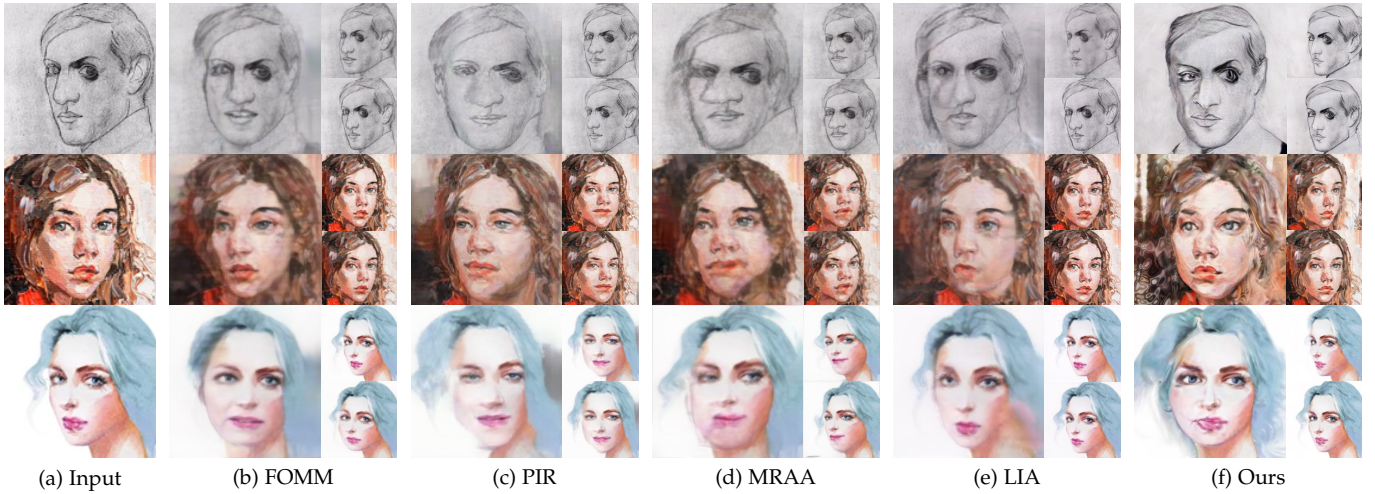 (a) Input
(b) FOMM
(c) PIR
(d) MRAA
(e) LIA
(f) Ours